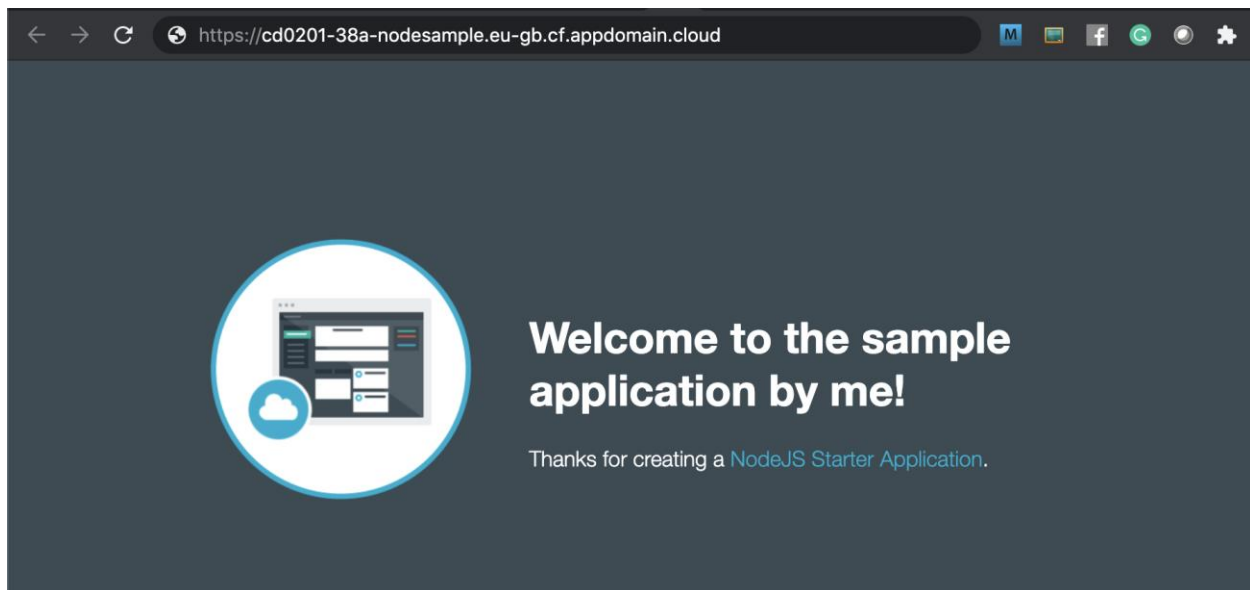 https://cd0201-38a-nodesample.eu-gb.cf.appdomain.cloud
M
f
G
Welcome to the sample
application by me!
Thanks for creating a NodeJS Starter Application.